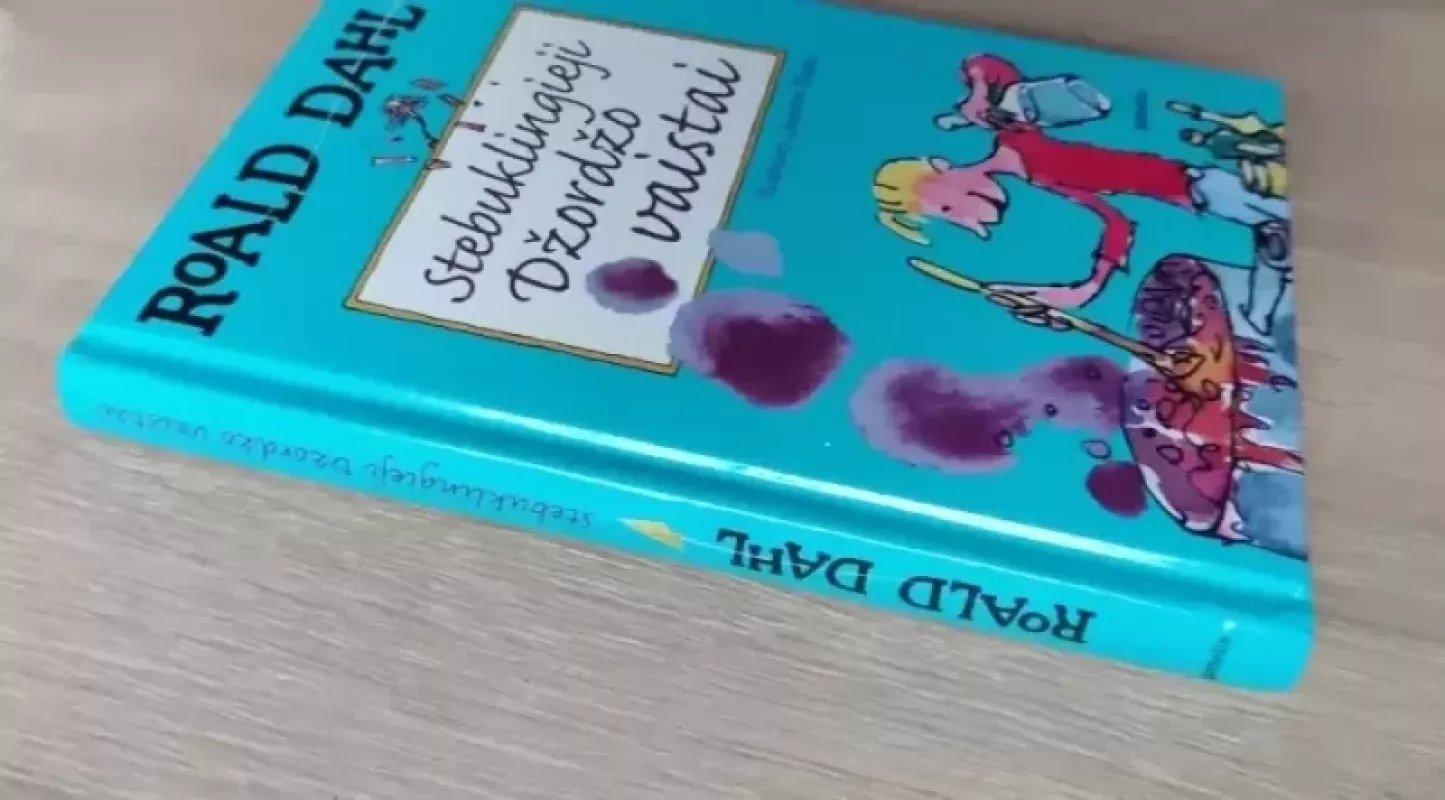 ROALD DAHL
Stebuklingieji
Džordžo
vaistai
ROALD DAHL
Stebuklingieji Džordžo vaistai